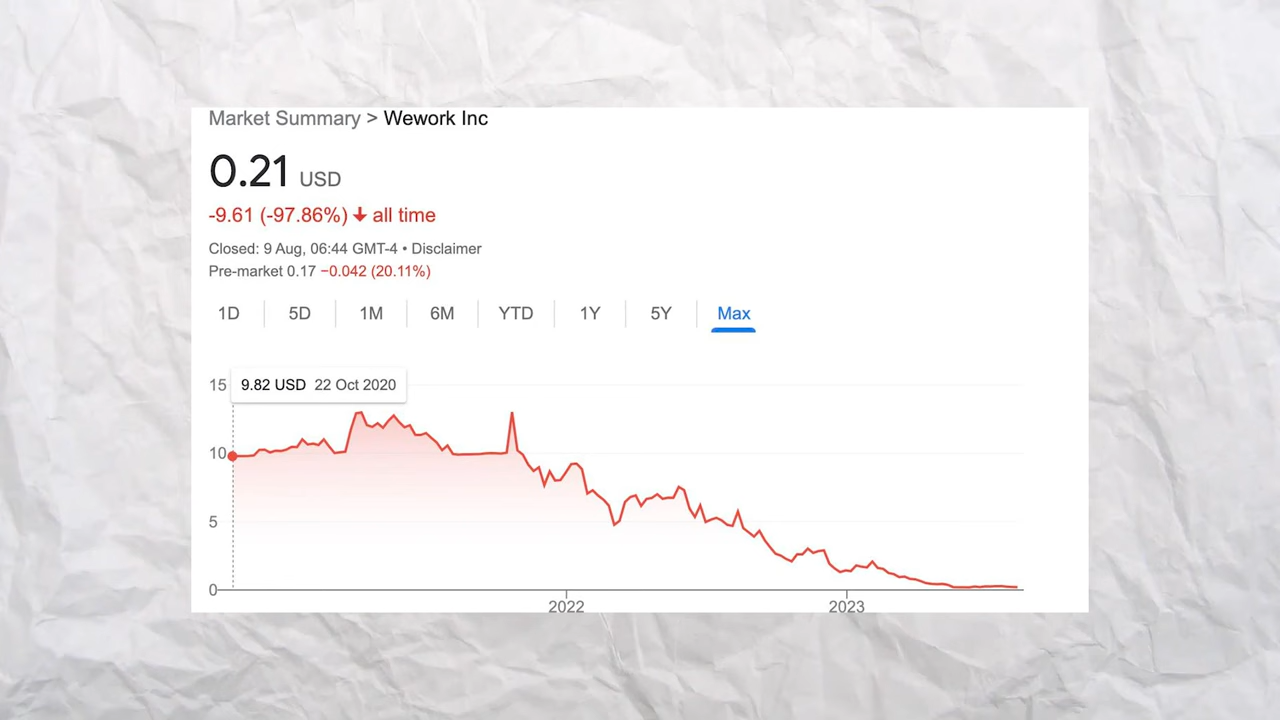 Market Summary > Wework Inc
0.21 USD
-9.61 (-97.86%) ↓ all time
Closed: 9 Aug, 06:44 GMT-4 • Disclaimer
Pre-market 0.17 −0.042 (20.11%)
1D 5D 1M 6M YTD 1Y 5Y Max
15
9.82 USD 22 Oct 2020
10
5
0
2022 2023